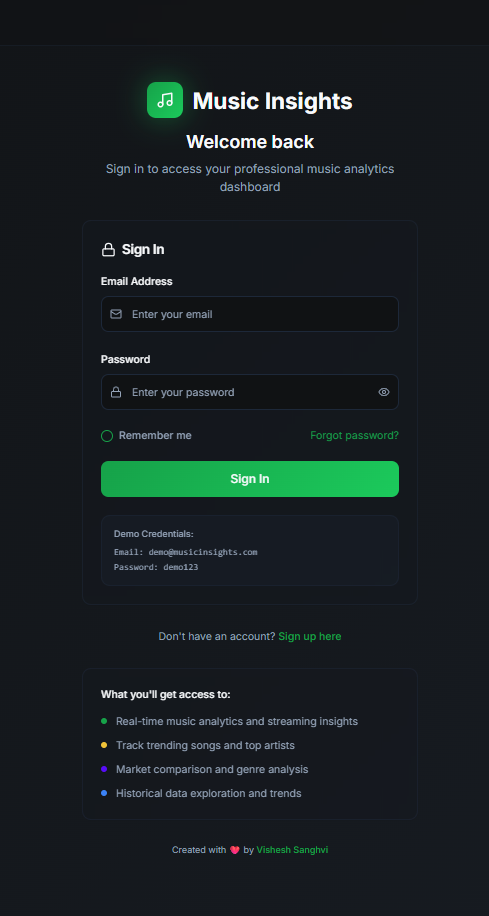 Music Insights
Welcome back
Sign in to access your professional music analytics
dashboard
Sign In
Email Address
Enter your email
Password
Enter your password
Remember me
Forgot password?
Sign In
Demo Credentials:
Email: demo@musicinsights.com
Password: demo123
Don't have an account? Sign up here
What you'll get access to:
Real-time music analytics and streaming insights
Track trending songs and top artists
Market comparison and genre analysis
Historical data exploration and trends
Created with 💖 by Vishesh Sanghvi